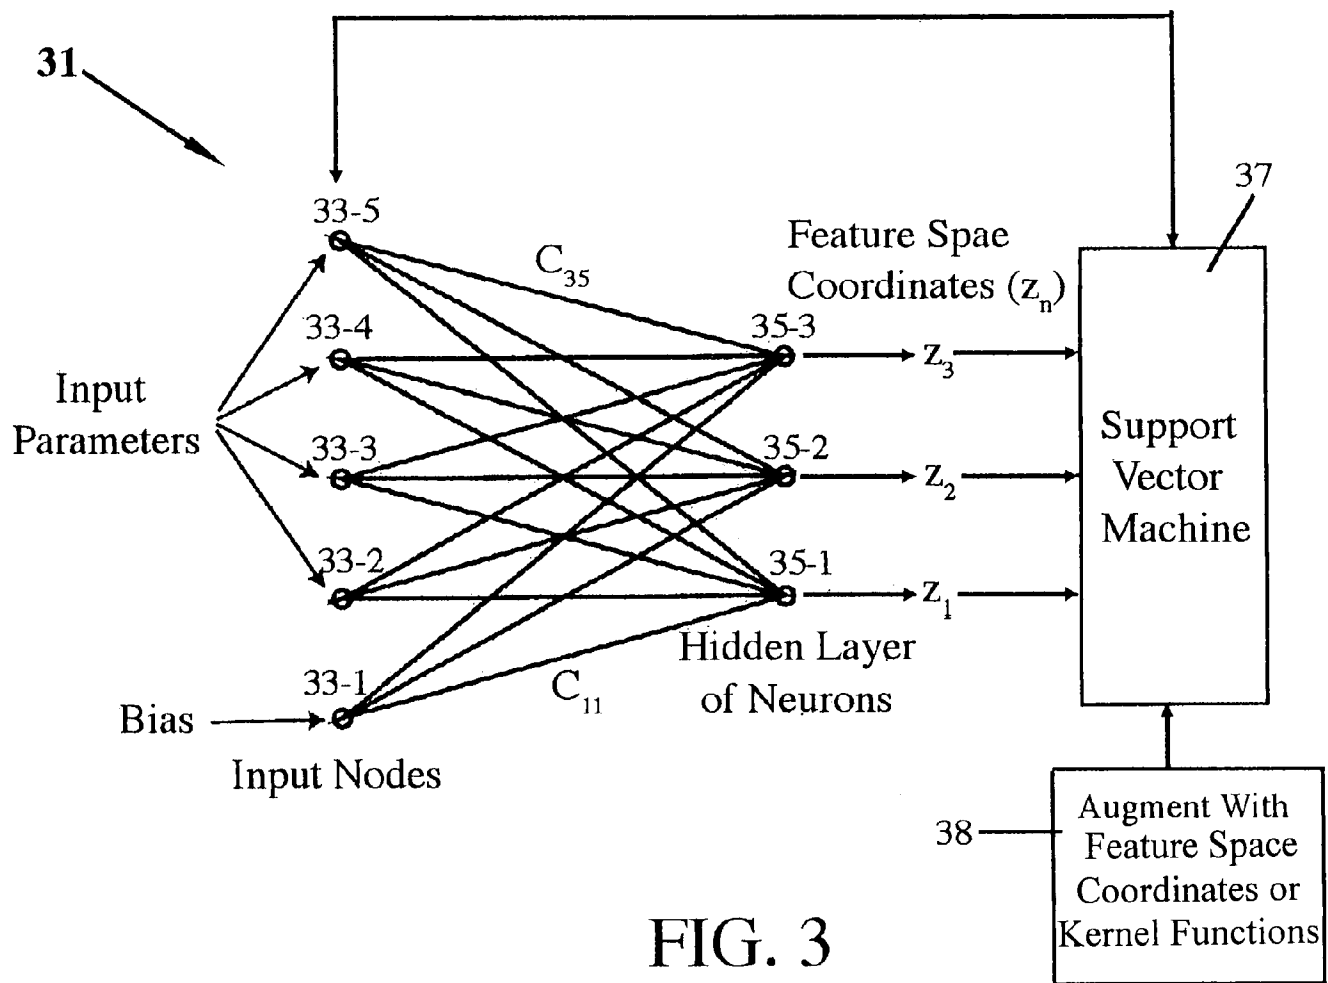 31
37
33-5
Feature Spae
Coordinates (zn)
C35
33-4
35-3
z3
Input
Parameters
33-3
35-2
z2
Support
Vector
Machine
33-2
35-1
z1
Hidden Layer
of Neurons
C11
33-1
Bias
Input Nodes
38
Augment With
Feature Space
Coordinates or
Kernel Functions
FIG. 3